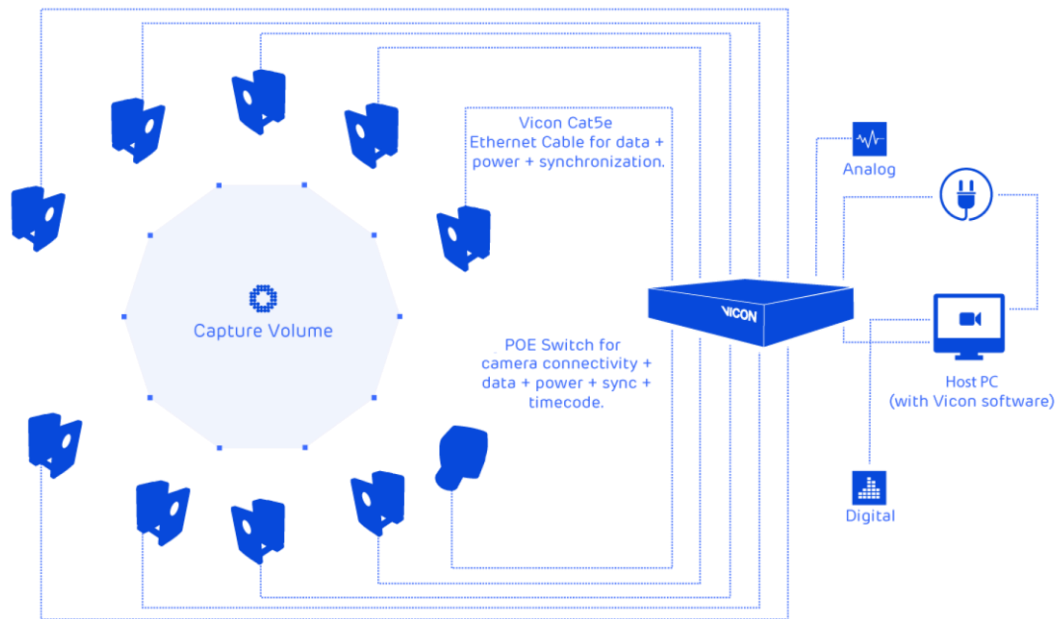 Vicon Cat5e
Ethernet Cable for data +
power + synchronization.
Analog
Capture Volume
VICON
POE Switch for
camera connectivity +
data + power + sync +
timecode.
Host PC
(with Vicon software)
Digital